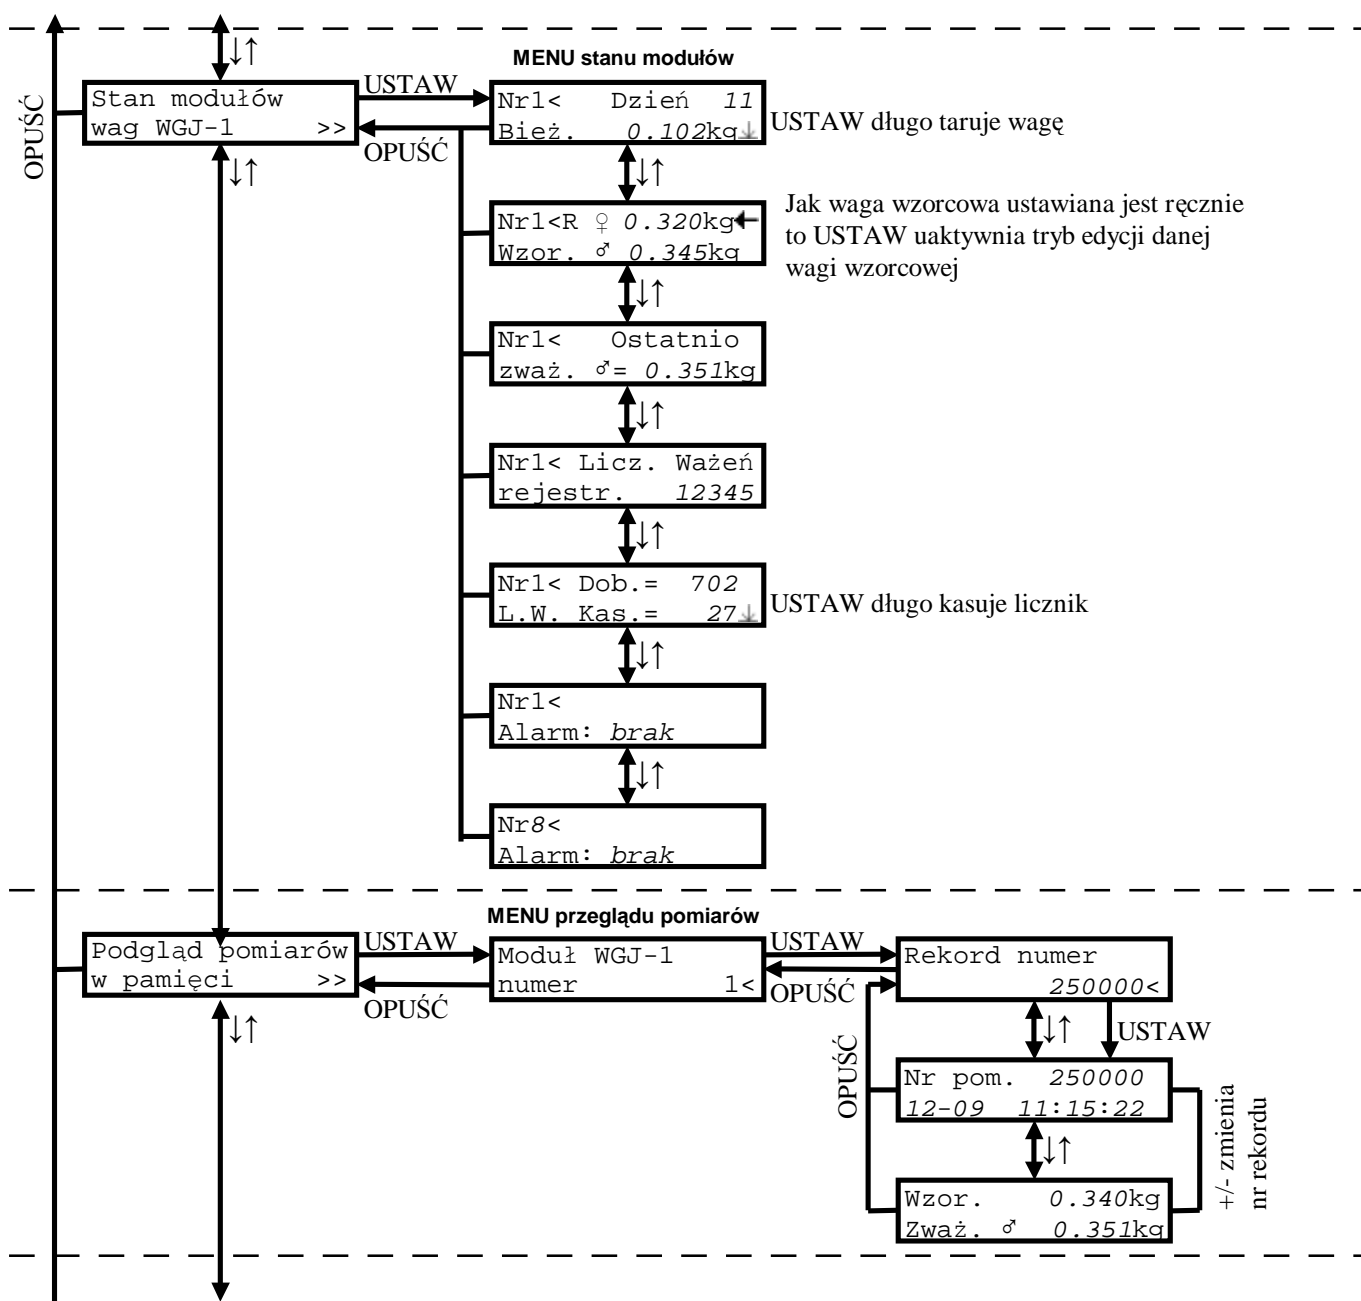 ↓↑
MENU stanu modułów
OPUŚĆ
Stan modułów
wag WGJ-1 >>
USTAW
OPUŚĆ
↓↑
Nr1< Dzień 11
Bież. 0.102kg↓
USTAW długo taruje wagę
↓↑
Nr1<R ♀ 0.320kg←
Wzor. ♂ 0.345kg
Jak waga wzorcowa ustawiana jest ręcznie
to USTAW uaktywnia tryb edycji danej
wagi wzorcowej
↓↑
Nr1< Ostatnio
zważ. ♂= 0.351kg
↓↑
Nr1< Licz. Ważeń
rejestr. 12345
↓↑
Nr1< Dob.= 702
L.W. Kas.= 27↓
USTAW długo kasuje licznik
↓↑
Nr1<
Alarm: brak
↓↑
Nr8<
Alarm: brak
MENU przeglądu pomiarów
Podgląd pomiarów
w pamięci >>
USTAW
OPUŚĆ
↓↑
Moduł WGJ-1
numer 1<
USTAW
OPUŚĆ
Rekord numer
250000<
↓↑
USTAW
OPUŚĆ
Nr pom. 250000
12-09 11:15:22
↓↑
Wzor. 0.340kg
Zważ. ♂ 0.351kg
+/- zmienia
nr rekordu